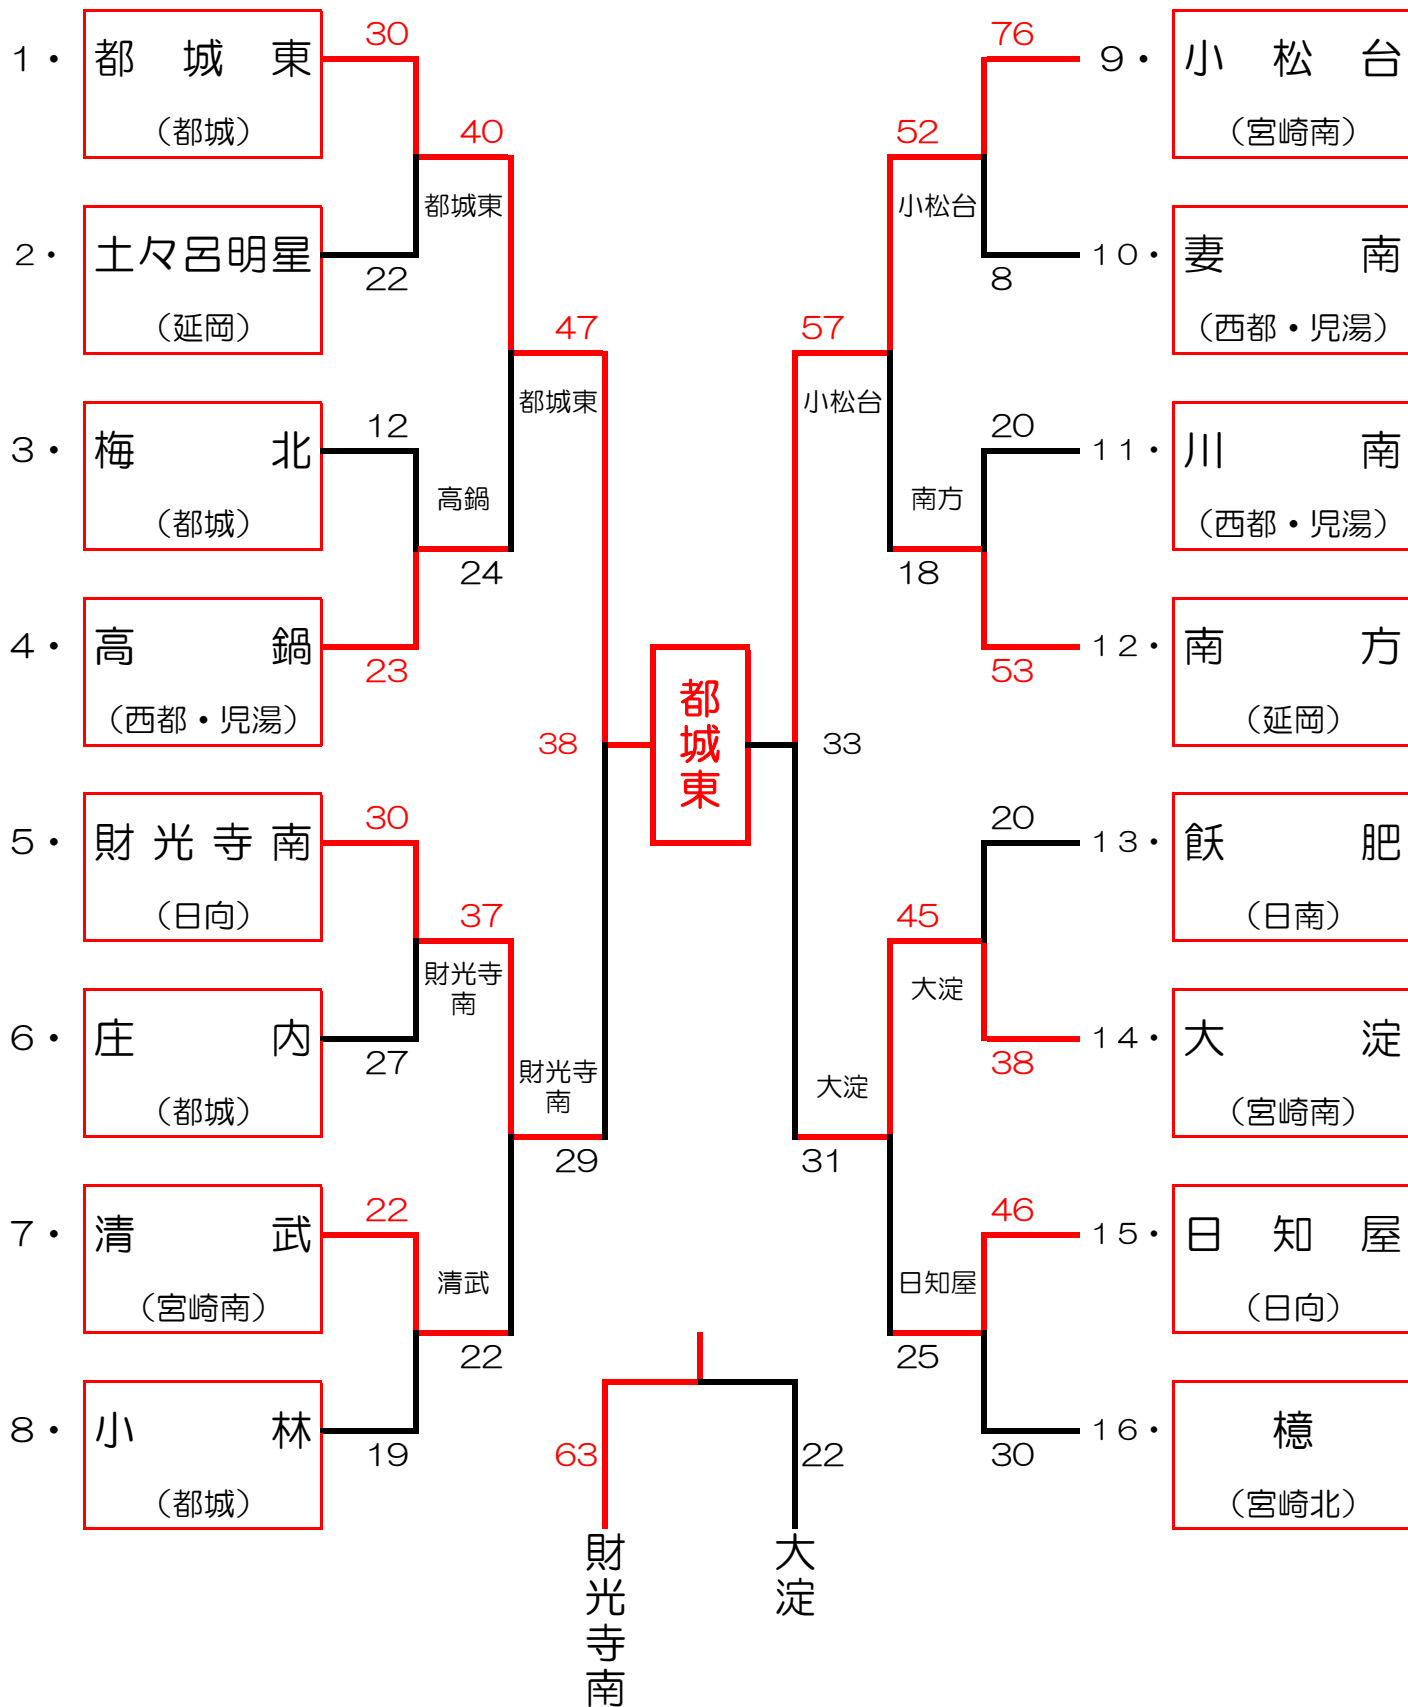 1・都城東
(都城)
2・土々呂明星
(延岡)
3・梅北
(都城)
4・高鍋
(西都・児湯)
5・財光寺南
(日向)
6・庄内
(都城)
7・清武
(宮崎南)
8・小林
(都城)
30
22
12
23
30
27
22
19
40
都城東
高鍋
24
37
財光寺
南
清武
22
47
都城東
財光寺
南
29
38
都城東
33
57
小松台
大淀
31
52
小松台
南方
18
45
大淀
日知屋
25
76
8
20
53
20
38
46
30
9・小松台
(宮崎南)
10・妻南
(西都・児湯)
11・川南
(西都・児湯)
12・南方
(延岡)
13・飫肥
(日南)
14・大淀
(宮崎南)
15・日知屋
(日向)
16・檍
(宮崎北)
63
22
財光寺南
大淀